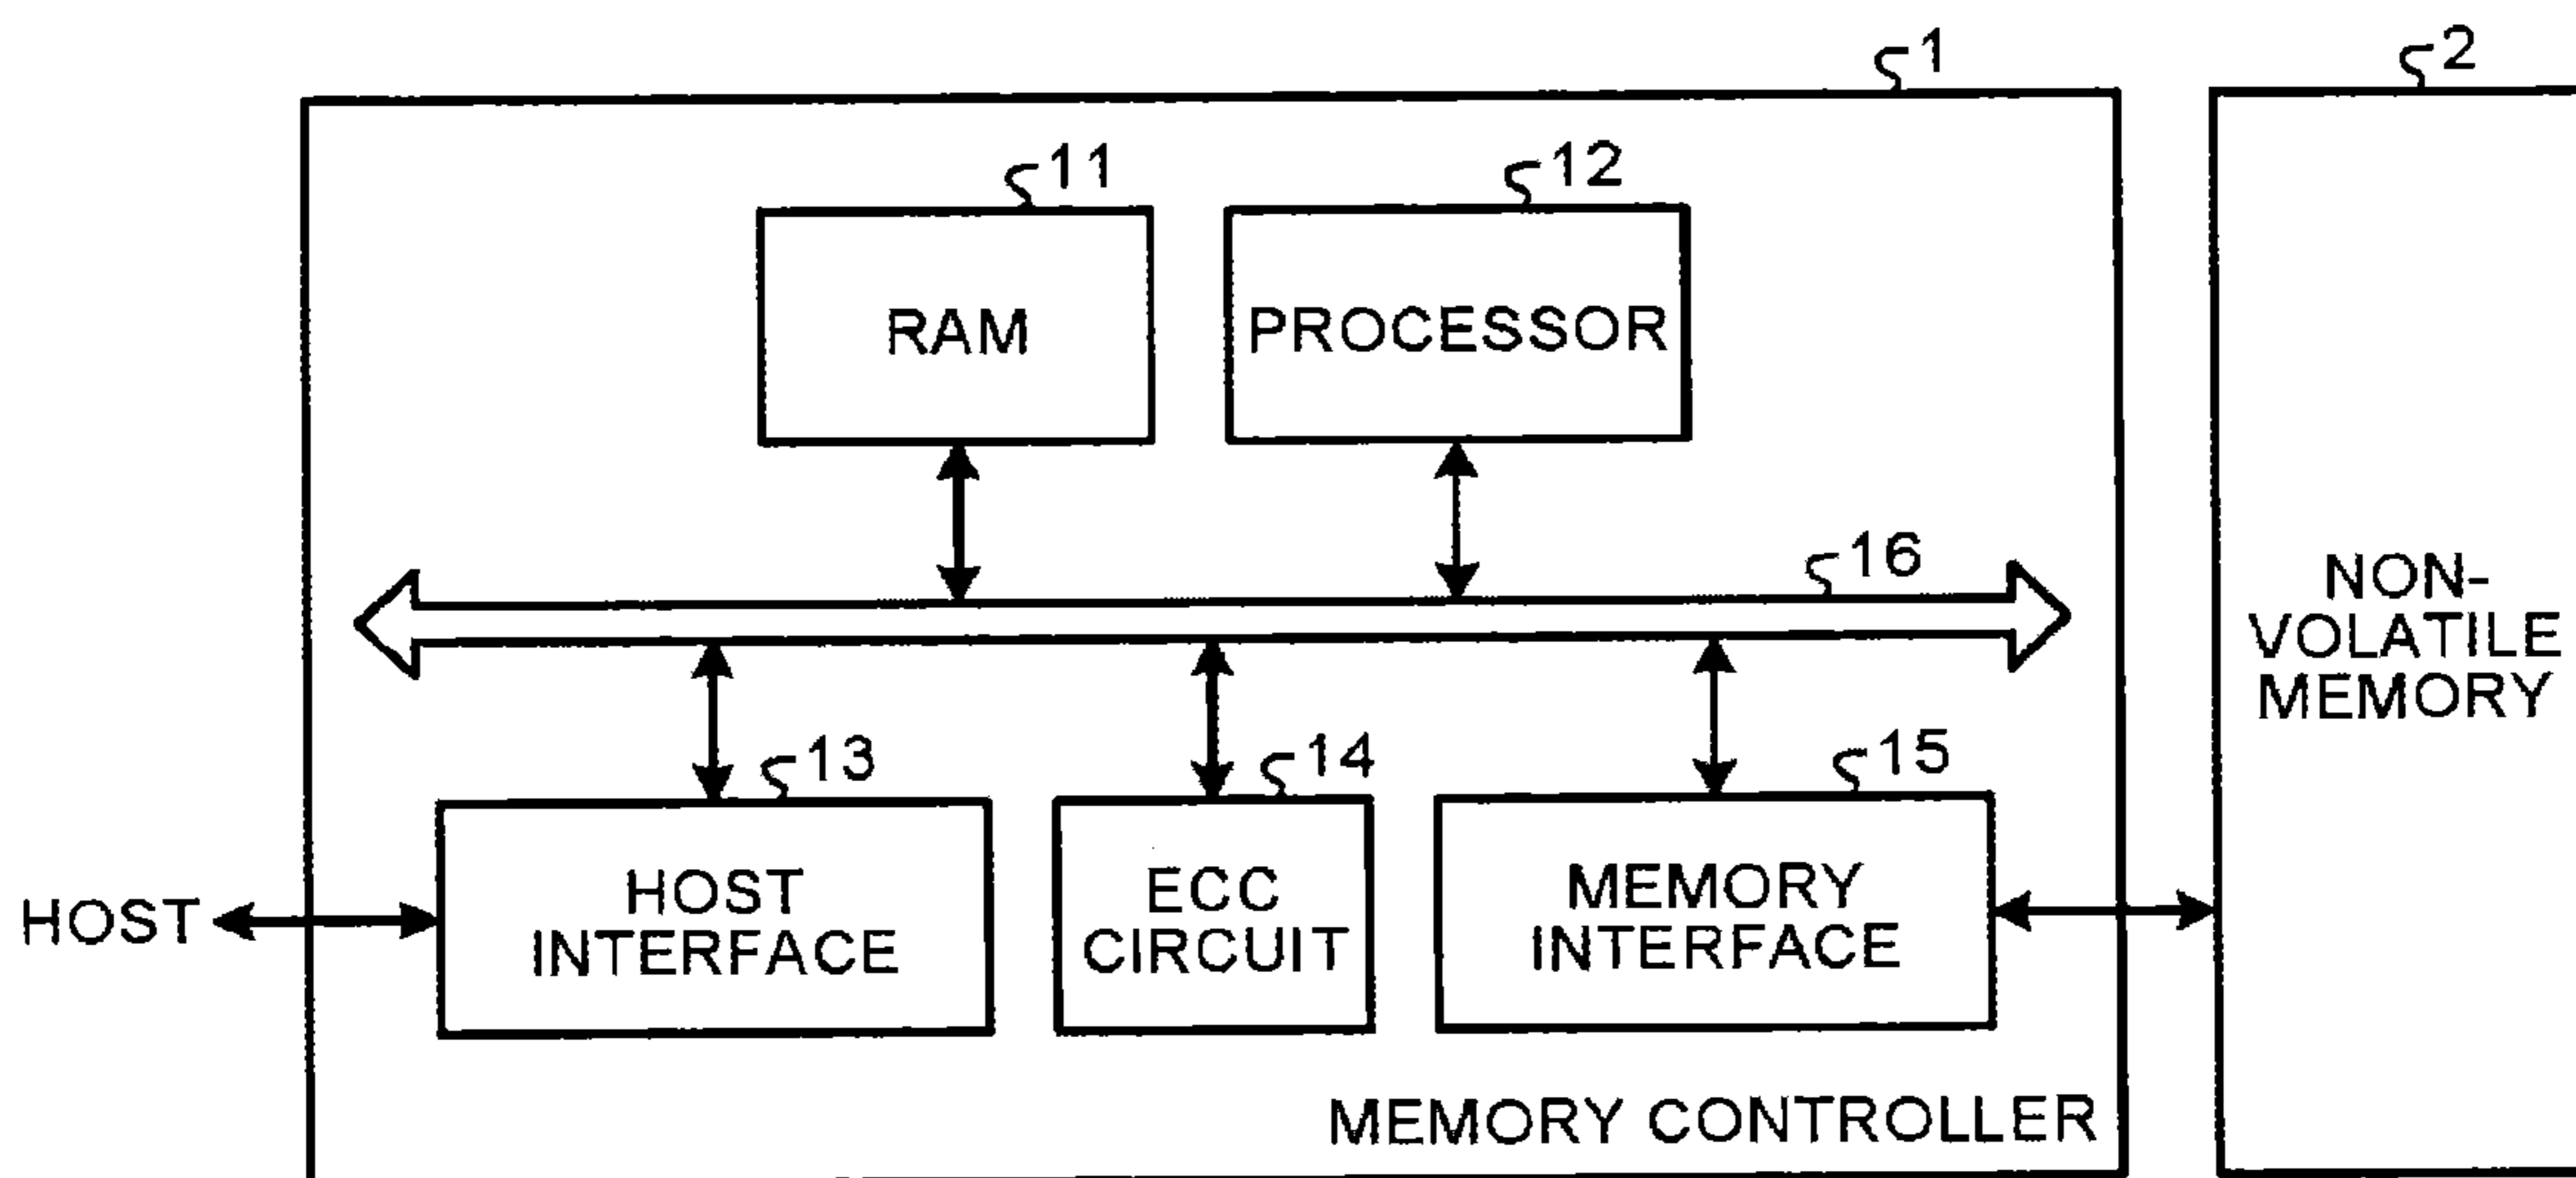 1
2
11
12
RAM
PROCESSOR
16
NON-
VOLATILE
MEMORY
13
14
15
HOST
HOST
INTERFACE
ECC
CIRCUIT
MEMORY
INTERFACE
MEMORY CONTROLLER